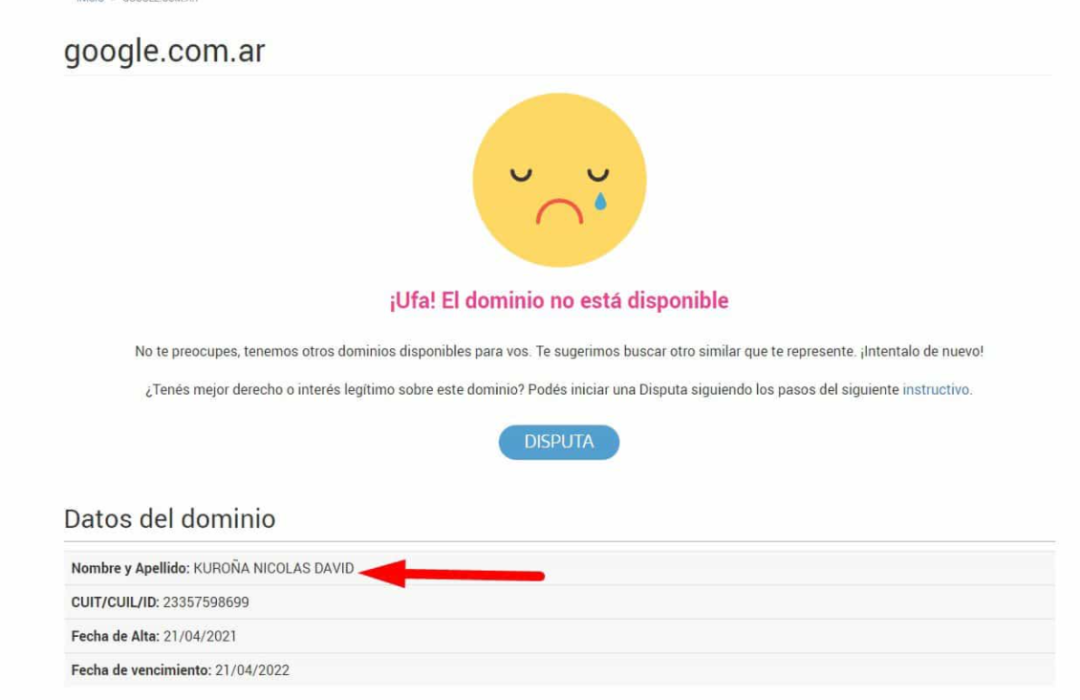 google.com.ar
¡Ufa! El dominio no está disponible
No te preocupes, tenemos otros dominios disponibles para vos. Te sugerimos buscar otro similar que te represente. ¡Intentalo de nuevo!
¿Tenés mejor derecho o interés legítimo sobre este dominio? Podés iniciar una Disputa siguiendo los pasos del siguiente instructivo.
DISPUTA
Datos del dominio
Nombre y Apellido: KUROÑA NICOLAS DAVID
CUIT/CUIL/ID: 23357598699
Fecha de Alta: 21/04/2021
Fecha de vencimiento: 21/04/2022